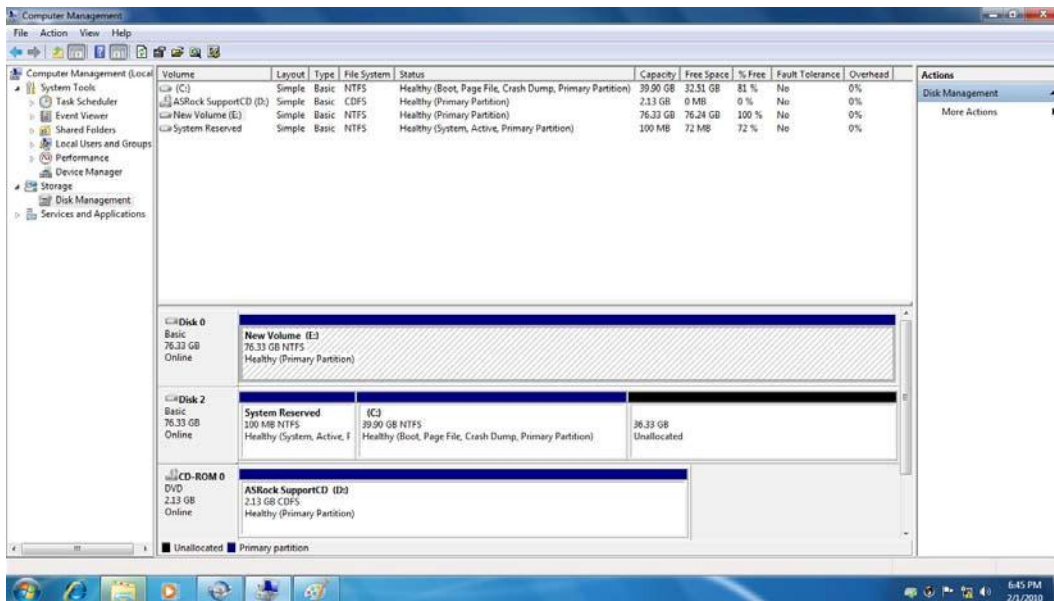 Computer Management
File Action View Help
Computer Management (Local
System Tools
Task Scheduler
Event Viewer
Shared Folders
Local Users and Groups
Performance
Device Manager
Storage
Disk Management
Services and Applications
Volume Layout Type File System Status Capacity Free Space % Free Fault Tolerance Overhead
(C:) Simple Basic NTFS Healthy (Boot, Page File, Crash Dump, Primary Partition) 39.90 GB 32.51 GB 81 % No 0%
ASRock SupportCD (D:) Simple Basic CDFS Healthy (Primary Partition) 2.13 GB 0 MB 0 % No 0%
New Volume (E:) Simple Basic NTFS Healthy (Primary Partition) 76.33 GB 76.24 GB 100 % No 0%
System Reserved Simple Basic NTFS Healthy (System, Active, Primary Partition) 100 MB 72 MB 72 % No 0%
Actions
Disk Management
More Actions
Disk 0
Basic
76.33 GB
Online
New Volume (E:)
76.33 GB NTFS
Healthy (Primary Partition)
Disk 2
Basic
76.33 GB
Online
System Reserved
100 MB NTFS
Healthy (System, Active, F
(C:)
39.90 GB NTFS
Healthy (Boot, Page File, Crash Dump, Primary Partition)
36.33 GB
Unallocated
CD-ROM 0
DVD
2.13 GB
Online
ASRock SupportCD (D:)
2.13 GB CDFS
Healthy (Primary Partition)
Unallocated Primary partition
6:45 PM
2/1/2010